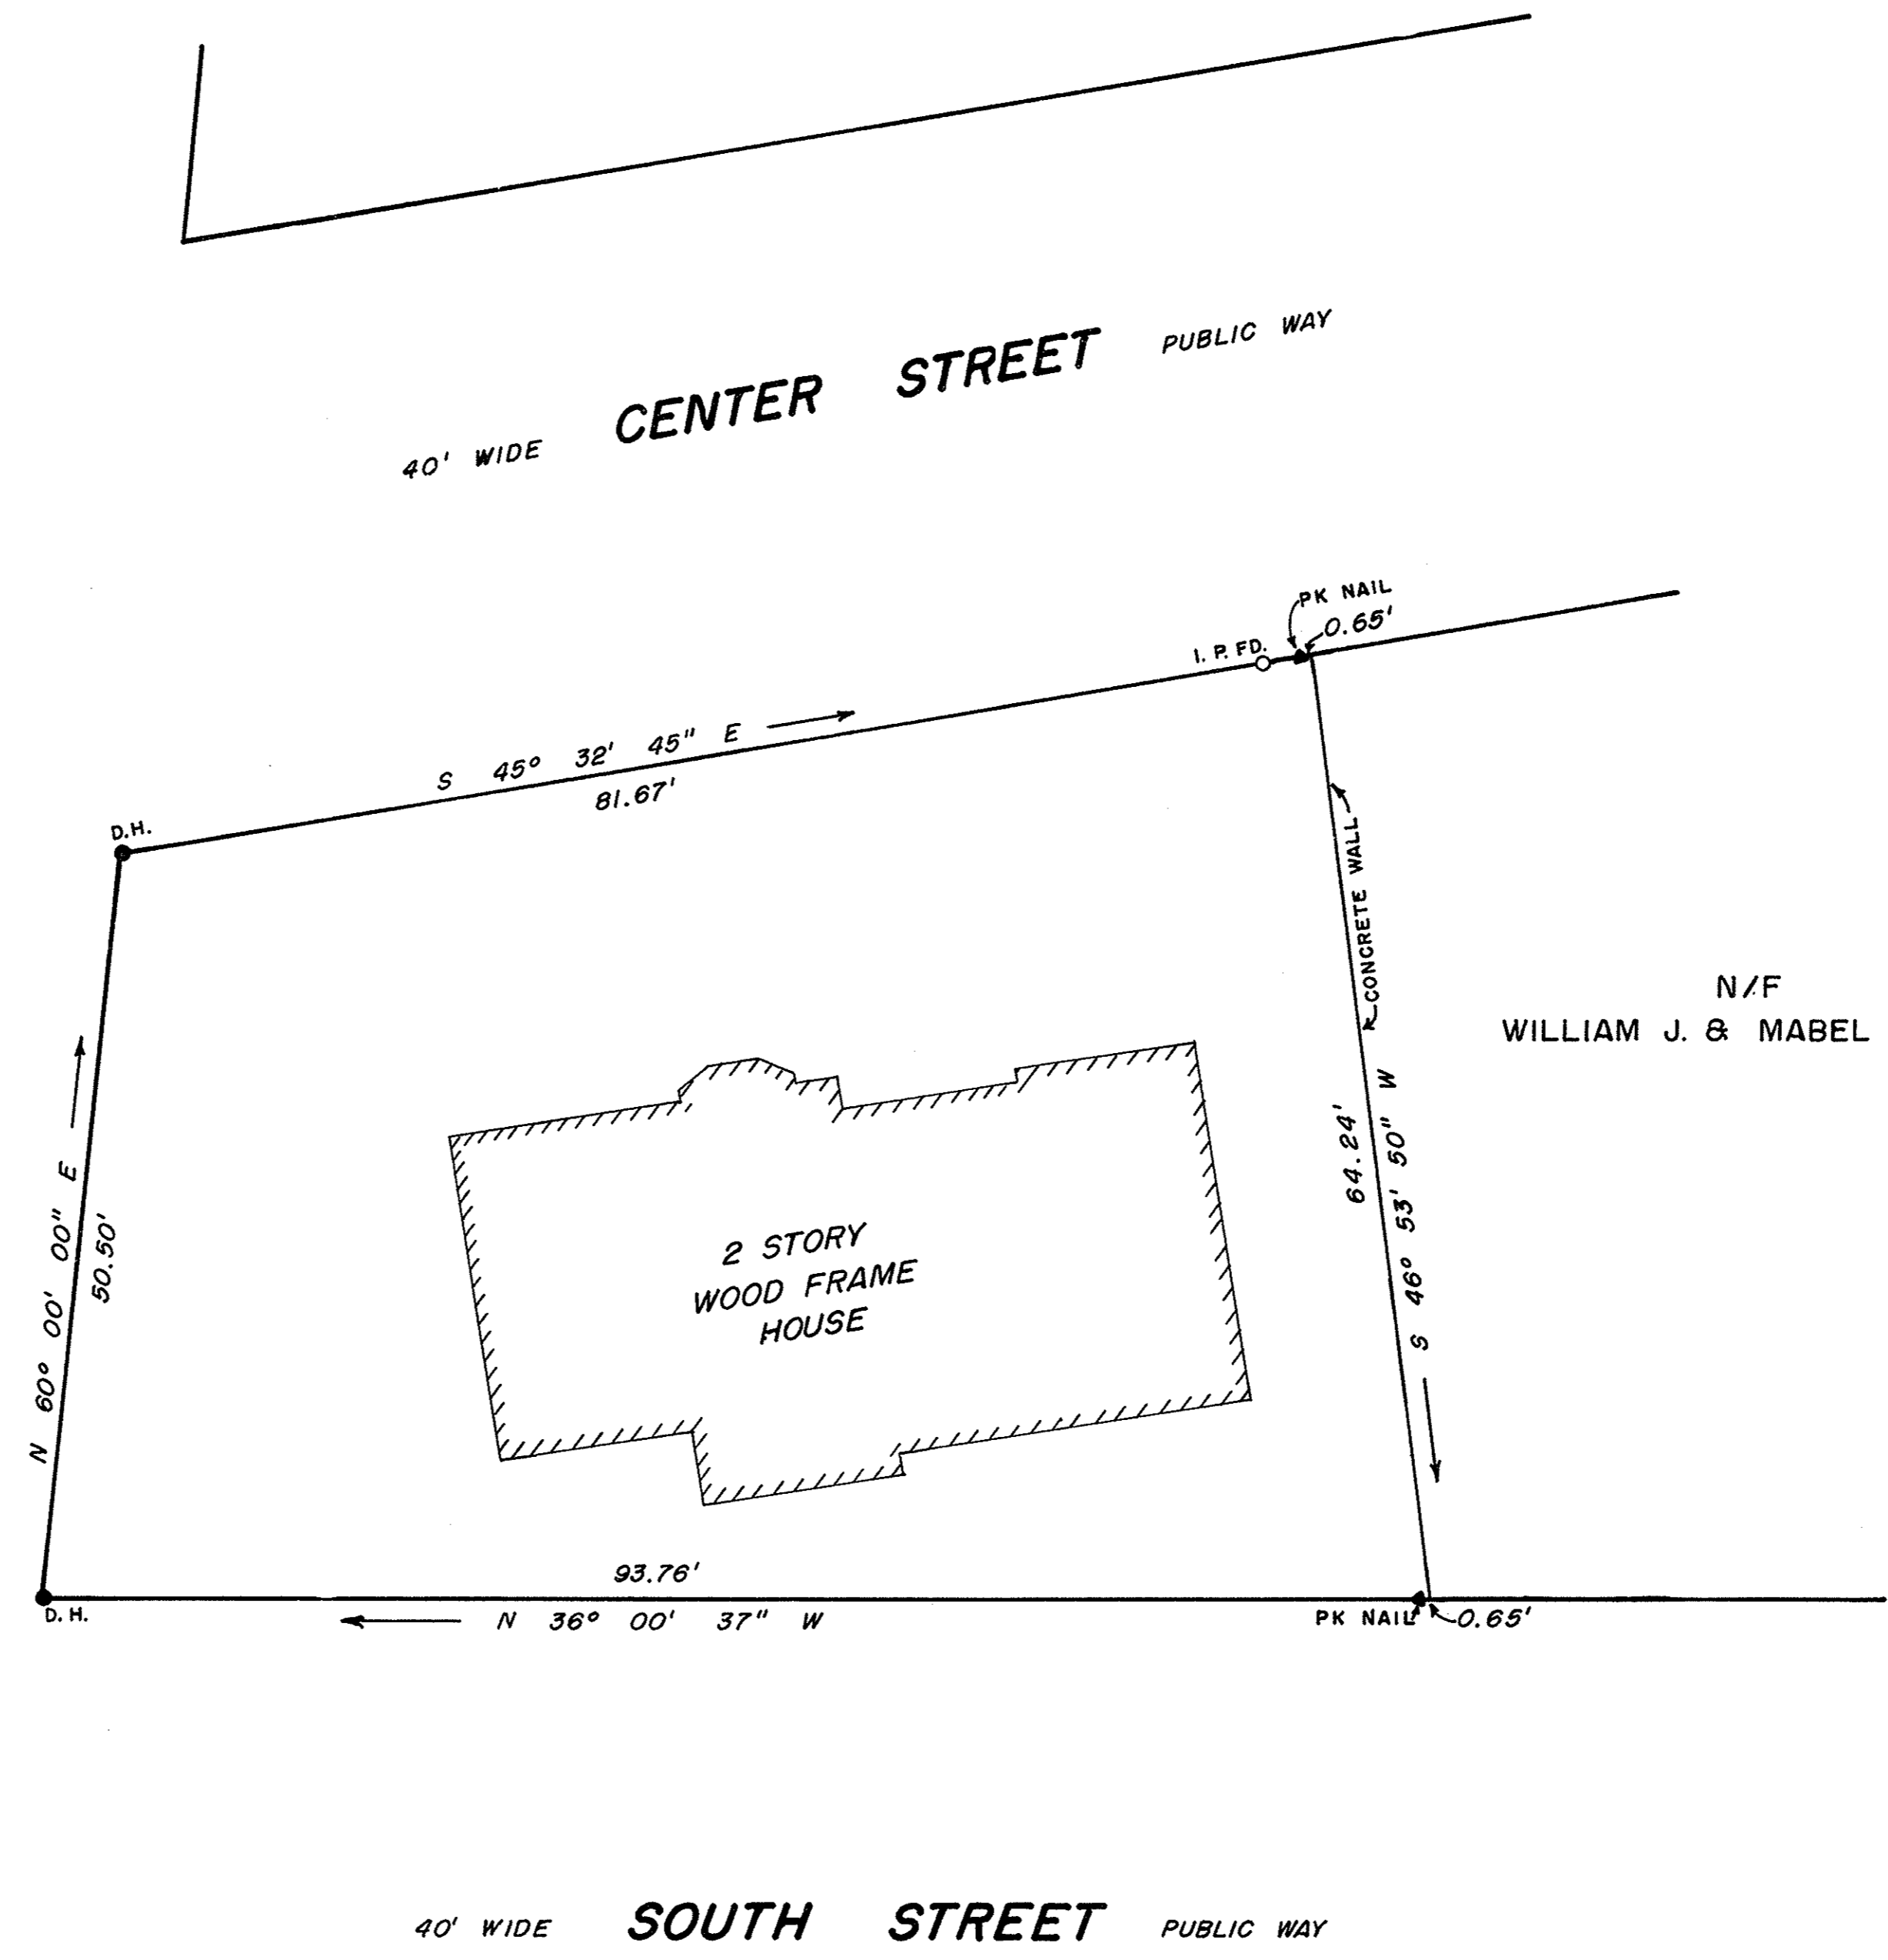 40' WIDE CENTER STREET PUBLIC WAY
PK NAIL
0.65'
I. P. FD.
S 45° 32' 45" E
81.67'
D.H.
CONCRETE WALL
N/F
WILLIAM J. & MABEL
64.24'
S 46° 53' 50" W
N 60° 00' 00" E
50.50'
2 STORY
WOOD FRAME
HOUSE
93.76'
D. H.
N 36° 00' 37" W
PK NAIL
0.65'
40' WIDE SOUTH STREET PUBLIC WAY